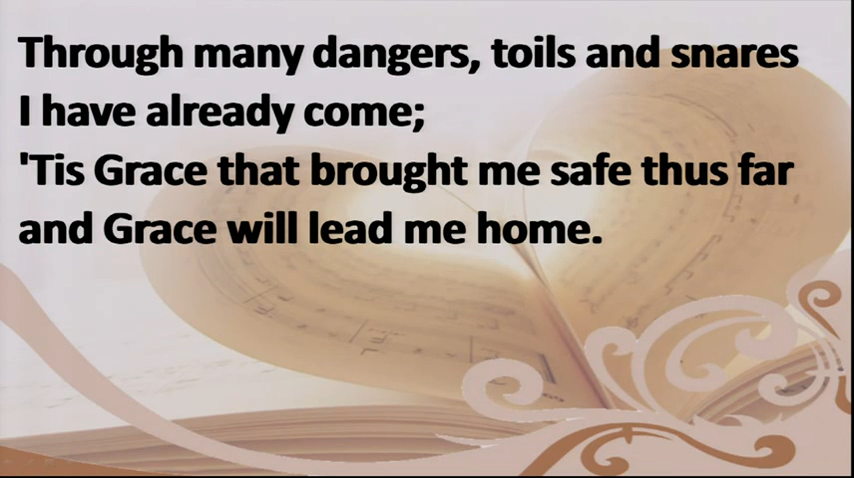 Through many dangers, toils and snares
I have already come;
'Tis Grace that brought me safe thus far
and Grace will lead me home.